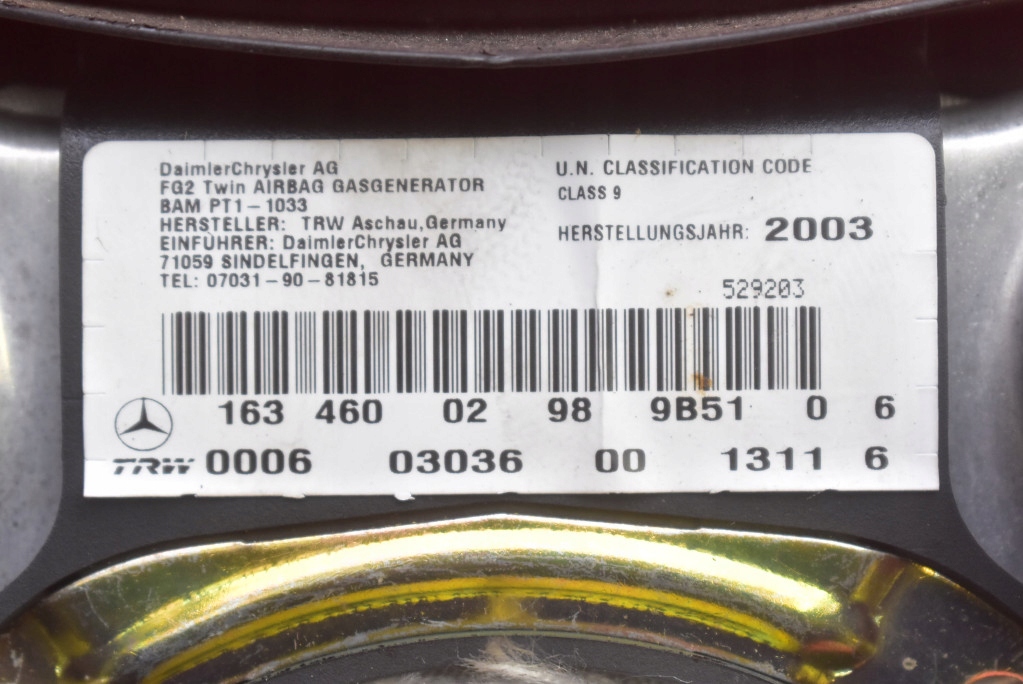 DaimlerChrysler AG
FG2 Twin AIRBAG GASGENERATOR
BAM PT1-1033
HERSTELLER: TRW Aschau,Germany
EINFÜHRER: DaimlerChrysler AG
71059 SINDELFINGEN, GERMANY
TEL: 07031-90-81815
U.N. CLASSIFICATION CODE
CLASS 9
HERSTELLUNGSJAHR: 2003
529203
163 460 02 98 9B51 0 6
TRW 0006 03036 00 1311 6